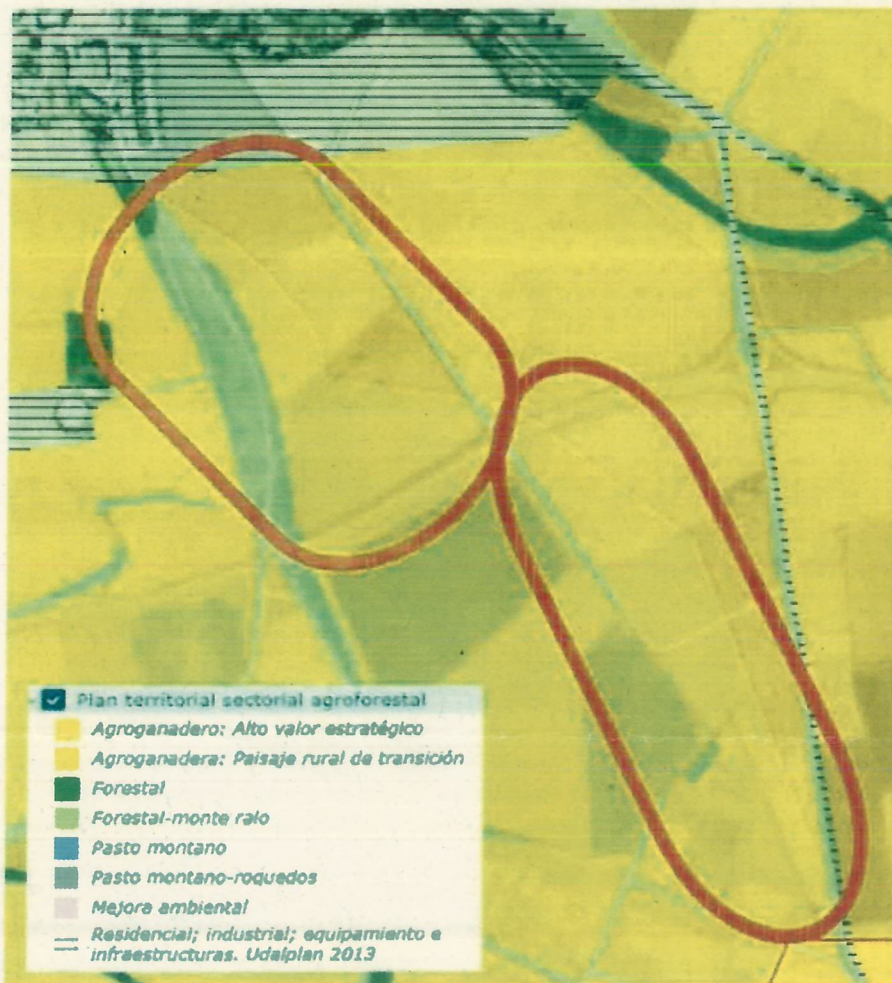 Plan territorial sectorial agroforestal
Agroganadero: Alto valor estratégico
Agroganadera: Paisaje rural de transición
Forestal
Forestal-monte ralo
Pasto montano
Pasto montano-roquedos
Mejora ambiental
Residencial; industrial; equipamiento e
infraestructuras. Udalplan 2013